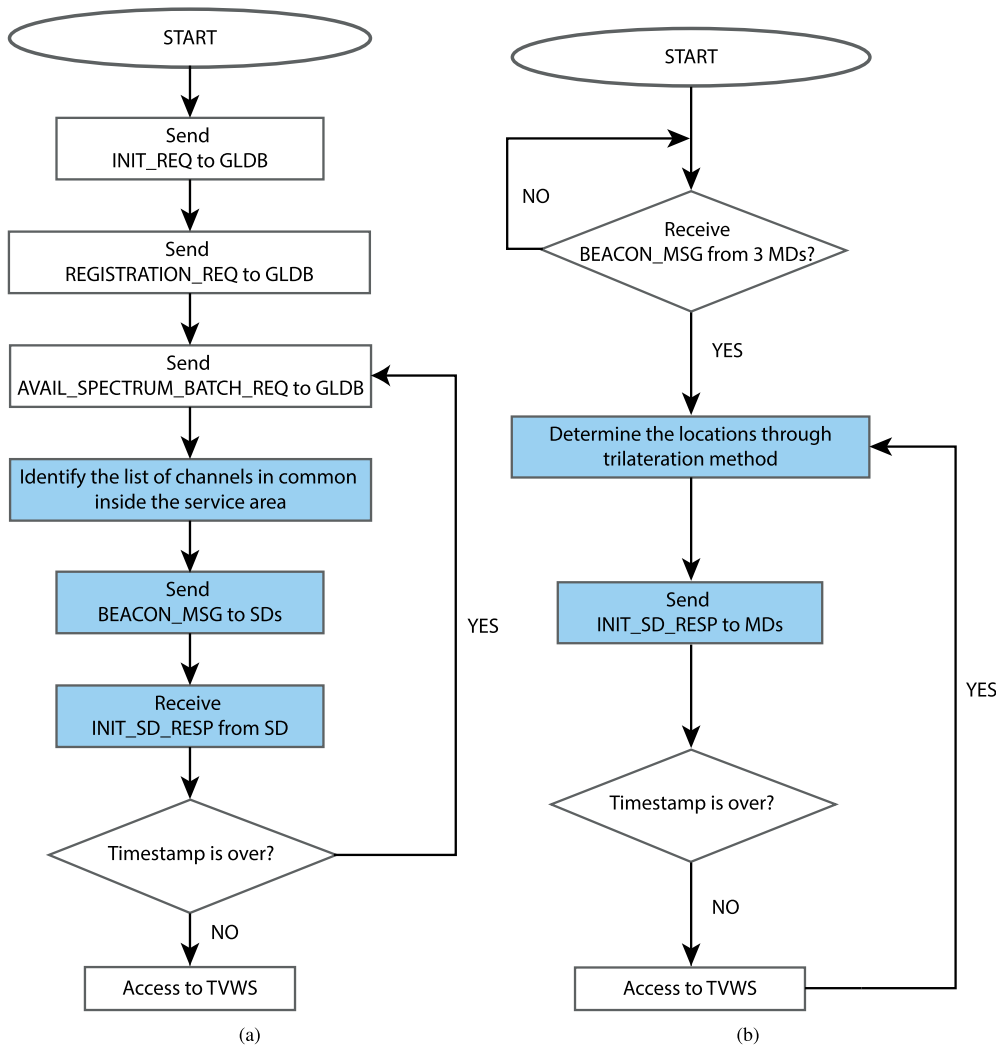 START
Send
INIT_REQ to GLDB
Send
REGISTRATION_REQ to GLDB
Send
AVAIL_SPECTRUM_BATCH_REQ to GLDB
Identify the list of channels in common
inside the service area
Send
BEACON_MSG to SDs
YES
Receive
INIT_SD_RESP from SD
Timestamp is over?
NO
Access to TVWS
(a)
START
NO
Receive
BEACON_MSG from 3 MDs?
YES
Determine the locations through
trilateration method
Send
INIT_SD_RESP to MDs
YES
Timestamp is over?
NO
Access to TVWS
(b)